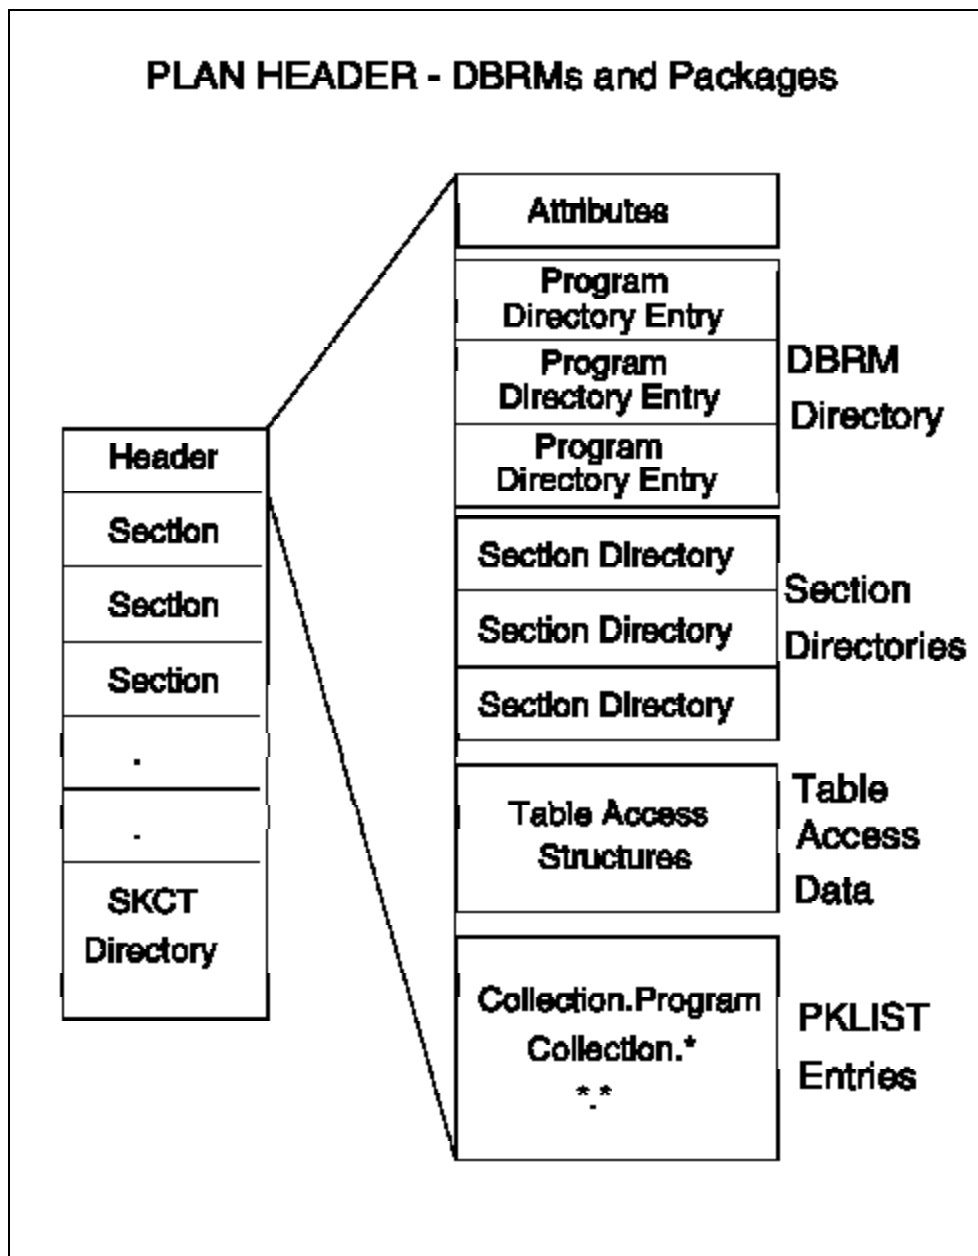 PLAN HEADER - DBRMs and Packages
Header
Section
Section
Section
.
.
SKCT
Directory
Attributes
Program
Directory Entry
Program
Directory Entry
Program
Directory Entry
DBRM
Directory
Section Directory
Section Directory
Section Directory
Section
Directories
Table Access
Structures
Table
Access
Data
Collection.Program
Collection.*
*.*
PKLIST
Entries